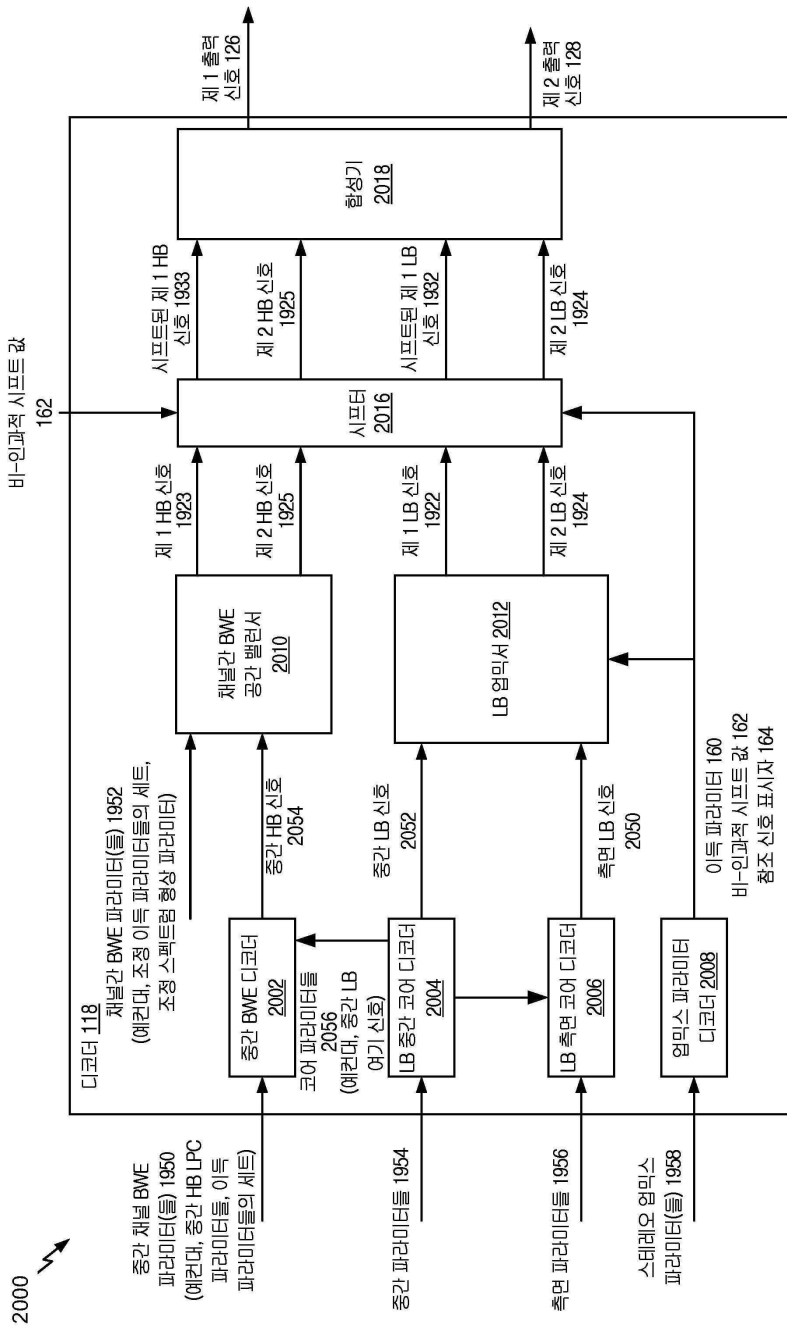 2000
중간 채널 BWE
파라미터(들) 1950
(예컨대, 중간 HB LPC
파라미터들, 이득
파라미터들의 세트)
중간 파라미터들 1954
측면 파라미터들 1956
스테레오 업믹스
파라미터(들) 1958
디코더 118
채널간 BWE 파라미터(들) 1952
(예컨대, 조정 이득 파라미터들의 세트,
조정 스펙트럼 형상 파라미터)
중간 BWE 디코더
2002
코어 파라미터들
2056
(예컨대, 중간 LB
여기 신호)
LB 중간 코어 디코더
2004
LB 측면 코어 디코더
2006
업믹스 파라미터
디코더 2008
중간 HB 신호
2054
중간 LB 신호
2052
측면 LB 신호
2050
이득 파라미터 160
비-인과적 시프트 값 162
참조 신호 표시자 164
채널간 BWE
공간 밸런서
2010
LB 업믹서 2012
제 1 HB 신호
1923
제 2 HB 신호
1925
제 1 LB 신호
1922
제 2 LB 신호
1924
비-인과적 시프트 값
162
시프터
2016
시프트된 제 1 HB
신호 1933
제 2 HB 신호
1925
시프트된 제 1 LB
신호 1932
제 2 LB 신호
1924
합성기
2018
제 1 출력
신호 126
제 2 출력
신호 128